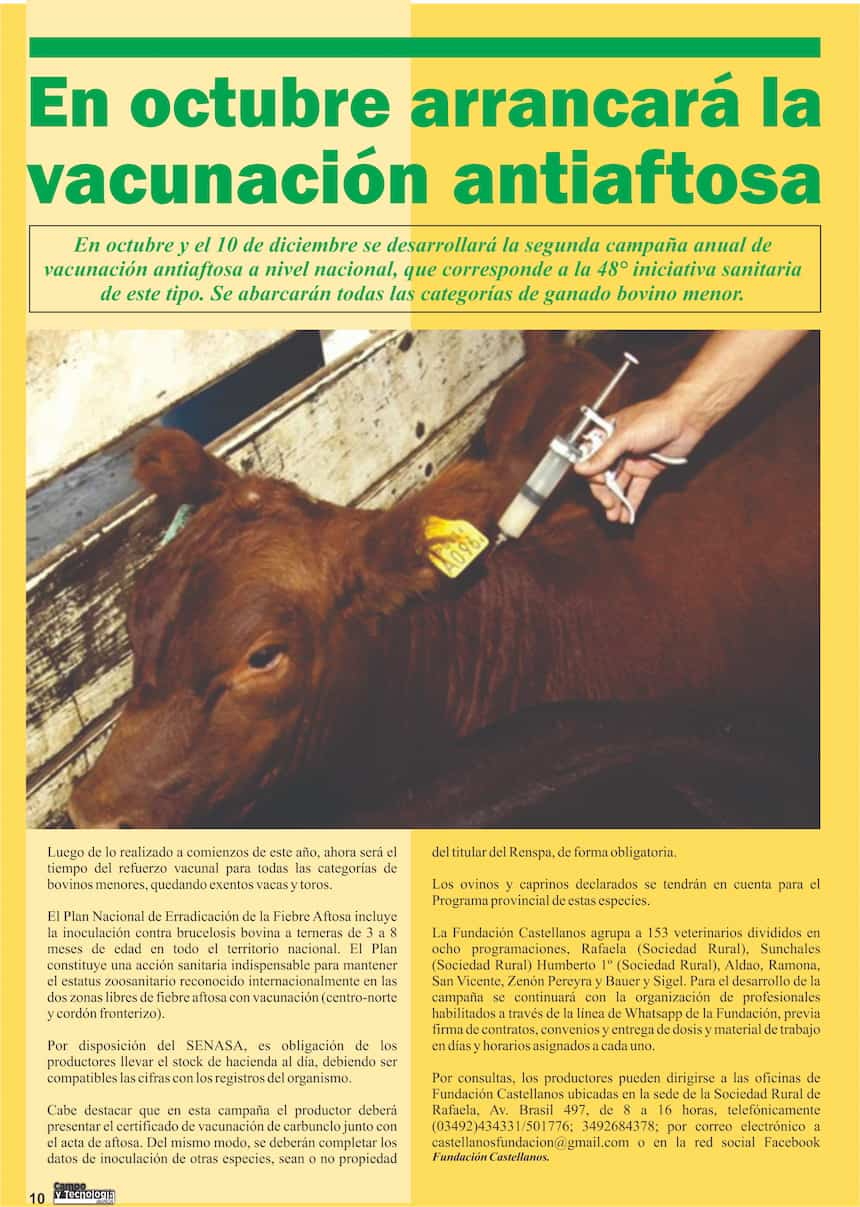 En octubre arrancará la
vacunación antiaftosa
En octubre y el 10 de diciembre se desarrollará la segunda campaña anual de
vacunación antiaftosa a nivel nacional, que corresponde a la 48° iniciativa sanitaria
de este tipo. Se abarcarán todas las categorías de ganado bovino menor.
A096
Luego de lo realizado a comienzos de este año, ahora será el
tiempo del refuerzo vacunal para todas las categorías de
bovinos menores, quedando exentos vacas y toros.
El Plan Nacional de Erradicación de la Fiebre Aftosa incluye
la inoculación contra brucelosis bovina a terneras de 3 a 8
meses de edad en todo el territorio nacional. El Plan
constituye una acción sanitaria indispensable para mantener
el estatus zoosanitario reconocido internacionalmente en las
dos zonas libres de fiebre aftosa con vacunación (centro-norte
y cordón fronterizo).
Por disposición del SENASA, es obligación de los
productores llevar el stock de hacienda al día, debiendo ser
compatibles las cifras con los registros del organismo.
Cabe destacar que en esta campaña el productor deberá
presentar el certificado de vacunación de carbunclo junto con
el acta de aftosa. Del mismo modo, se deberán completar los
datos de inoculación de otras especies, sean o no propiedad
del titular del Renspa, de forma obligatoria.
Los ovinos y caprinos declarados se tendrán en cuenta para el
Programa provincial de estas especies.
La Fundación Castellanos agrupa a 153 veterinarios divididos en
ocho programaciones, Rafaela (Sociedad Rural), Sunchales
(Sociedad Rural) Humberto 1º (Sociedad Rural), Aldao, Ramona,
San Vicente, Zenón Pereyra y Bauer y Sigel. Para el desarrollo de la
campaña se continuará con la organización de profesionales
habilitados a través de la línea de Whatsapp de la Fundación, previa
firma de contratos, convenios y entrega de dosis y material de trabajo
en días y horarios asignados a cada uno.
Por consultas, los productores pueden dirigirse a las oficinas de
Fundación Castellanos ubicadas en la sede de la Sociedad Rural de
Rafaela, Av. Brasil 497, de 8 a 16 horas, telefónicamente
(03492)434331/501776; 3492684378; por correo electrónico a
castellanosfundacion@gmail.com o en la red social Facebook
Fundación Castellanos.
10
Campo
y Tecnología